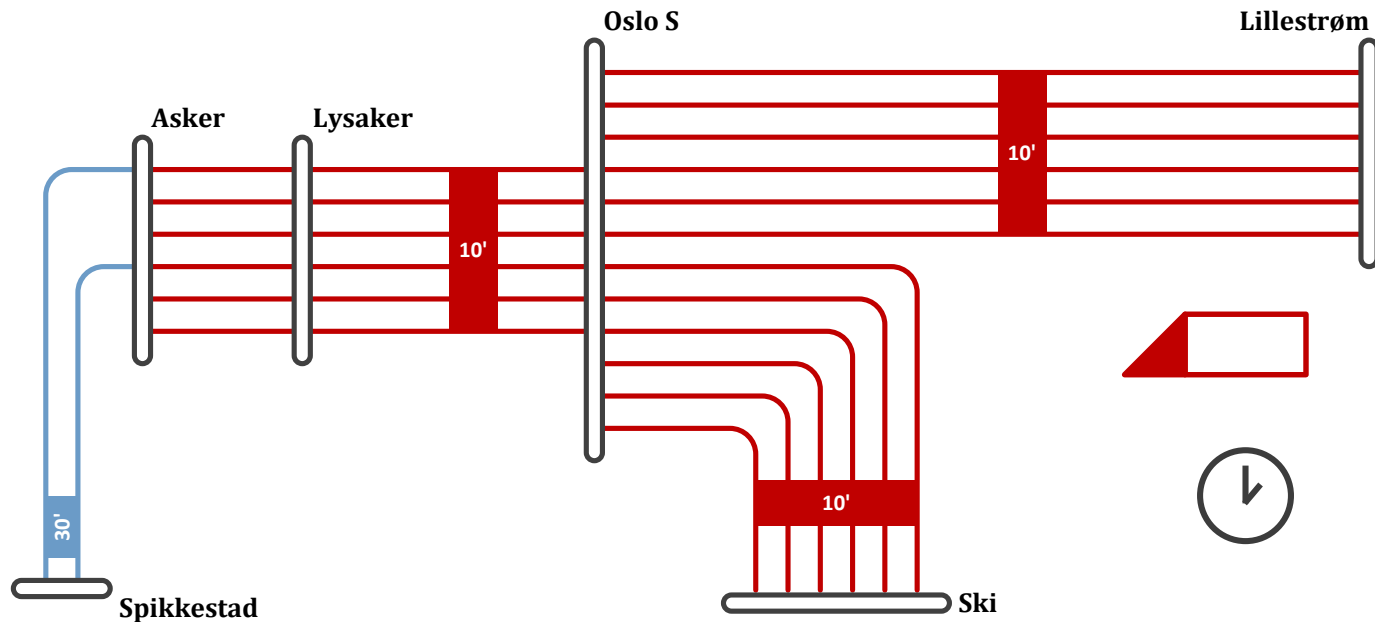 Oslo S
Lillestrøm
Asker
Lysaker
10'
10'
10'
30'
Spikkestad
Ski